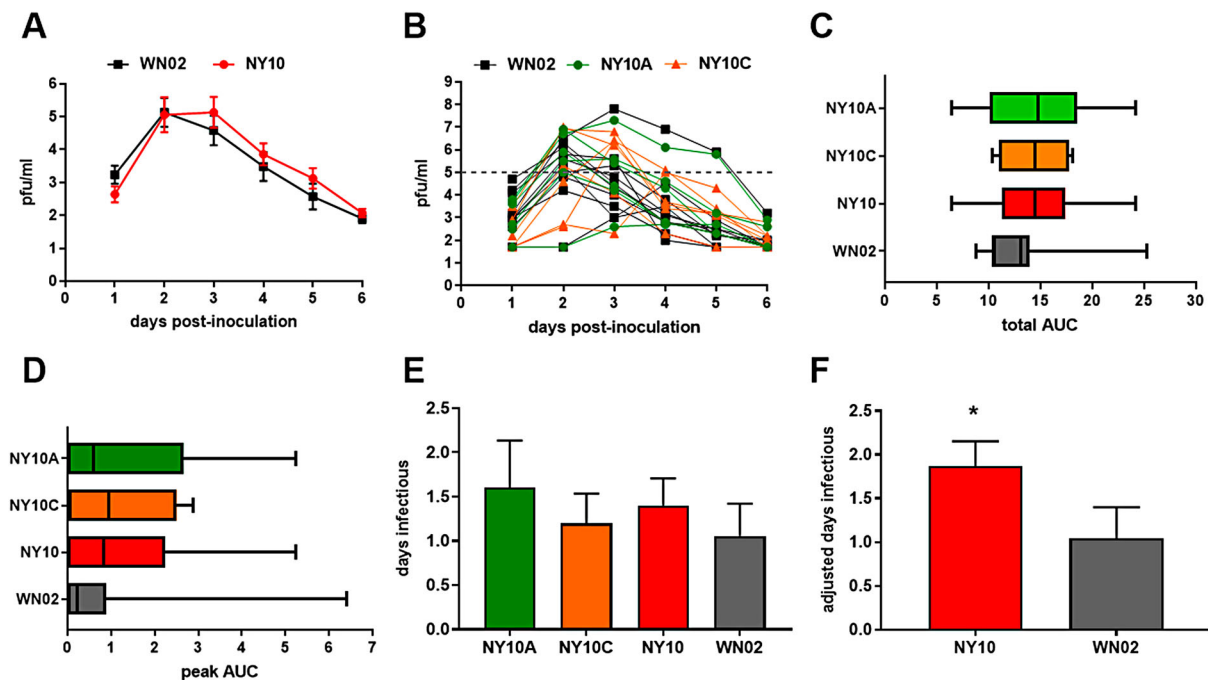 A
WN02 NY10
pfu/ml
6
5
4
3
2
1
0
0 1 2 3 4 5 6
days post-inoculation
B
WN02 NY10A NY10C
pfu/ml
9
8
7
6
5
4
3
2
1
0
0 1 2 3 4 5 6
days post-inoculation
C
NY10A
NY10C
NY10
WN02
0 5 10 15 20 25 30
total AUC
D
NY10A
NY10C
NY10
WN02
0 1 2 3 4 5 6 7
peak AUC
E
days infectious
2.5
2.0
1.5
1.0
0.5
0.0
NY10A NY10C NY10 WN02
F
adjusted days infectious
2.5
2.0
1.5
1.0
0.5
0.0
*
NY10 WN02